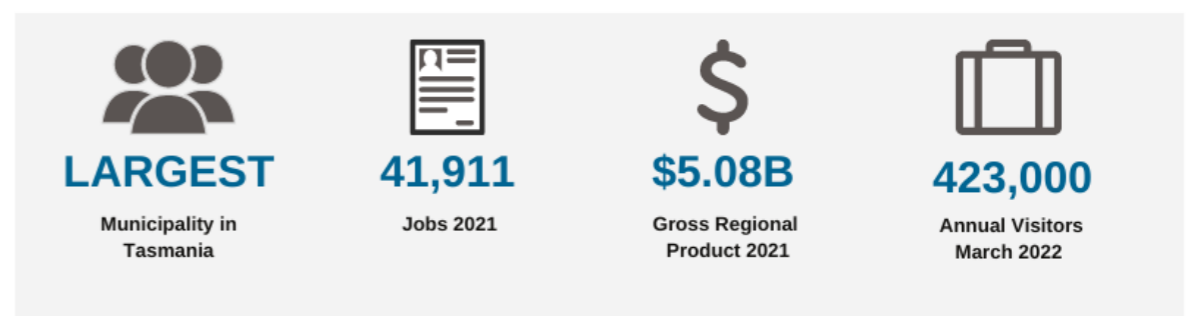 LARGEST
Municipality in
Tasmania
41,911
Jobs 2021
$5.08B
Gross Regional
Product 2021
423,000
Annual Visitors
March 2022